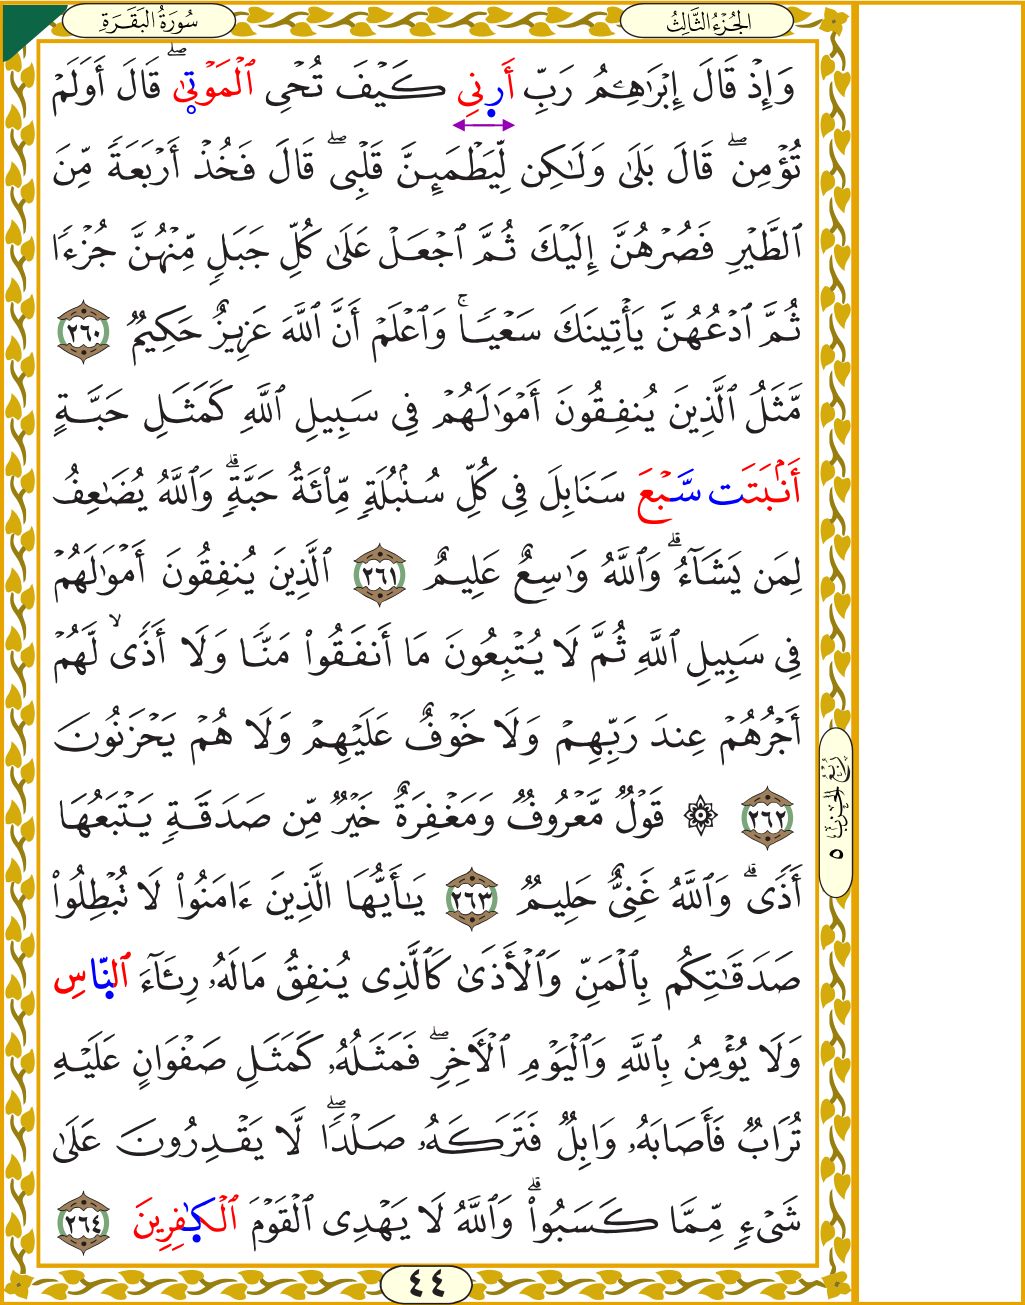 سُورَةُ البَقَرَةِ
الجُزْءُ الثَّالِثُ
وَإِذۡ قَالَ إِبۡرَٰهِـۧمُ رَبِّ أَرِنِي كَيۡفَ تُحۡيِ ٱلۡمَوۡتَىٰۖ قَالَ أَوَلَمۡ
تُؤۡمِنۖ قَالَ بَلَىٰ وَلَٰكِن لِّيَطۡمَئِنَّ قَلۡبِيۖ قَالَ فَخُذۡ أَرۡبَعَةٗ مِّنَ
ٱلطَّيۡرِ فَصُرۡهُنَّ إِلَيۡكَ ثُمَّ ٱجۡعَلۡ عَلَىٰ كُلِّ جَبَلٖ مِّنۡهُنَّ جُزۡءٗا
ثُمَّ ٱدۡعُهُنَّ يَأۡتِينَكَ سَعۡيٗاۚ وَٱعۡلَمۡ أَنَّ ٱللَّهَ عَزِيزٌ حَكِيمٞ ٢٦٠
مَّثَلُ ٱلَّذِينَ يُنفِقُونَ أَمۡوَٰلَهُمۡ فِي سَبِيلِ ٱللَّهِ كَمَثَلِ حَبَّةٍ
أَنۢبَتَت سَّبۡعَ سَنَابِلَ فِي كُلِّ سُنۢبُلَةٖ مِّاْئَةُ حَبَّةٖۗ وَٱللَّهُ يُضَٰعِفُ
لِمَن يَشَآءُۗ وَٱللَّهُ وَٰسِعٌ عَلِيمٌ ٢٦١ ٱلَّذِينَ يُنفِقُونَ أَمۡوَٰلَهُمۡ
فِي سَبِيلِ ٱللَّهِ ثُمَّ لَا يُتۡبِعُونَ مَآ أَنفَقُواْ مَنّٗا وَلَآ أَذٗى لَّهُمۡ
أَجۡرُهُمۡ عِندَ رَبِّهِمۡ وَلَا خَوۡفٌ عَلَيۡهِمۡ وَلَا هُمۡ يَحۡزَنُونَ
٢٦٢ ۞ قَوۡلٞ مَّعۡرُوفٞ وَمَغۡفِرَةٌ خَيۡرٞ مِّن صَدَقَةٖ يَتۡبَعُهَآ
أَذٗىۗ وَٱللَّهُ غَنِيٌّ حَلِيمٞ ٢٦٣ يَٰٓأَيُّهَا ٱلَّذِينَ ءَامَنُواْ لَا تُبۡطِلُواْ
صَدَقَٰتِكُم بِٱلۡمَنِّ وَٱلۡأَذَىٰ كَٱلَّذِي يُنفِقُ مَالَهُۥ رِئَآءَ ٱلنَّاسِ
وَلَا يُؤۡمِنُ بِٱللَّهِ وَٱلۡيَوۡمِ ٱلۡأٓخِرِۖ فَمَثَلُهُۥ كَمَثَلِ صَفۡوَانٍ عَلَيۡهِ
تُرَابٞ فَأَصَابَهُۥ وَابِلٞ فَتَرَكَهُۥ صَلۡدٗاۖ لَّا يَقۡدِرُونَ عَلَىٰ
شَيۡءٖ مِّمَّا كَسَبُواْۗ وَٱللَّهُ لَا يَهۡدِي ٱلۡقَوۡمَ ٱلۡكَٰفِرِينَ ٢٦٤
رُبُعُ الحِزْبِ ٥
٤٤